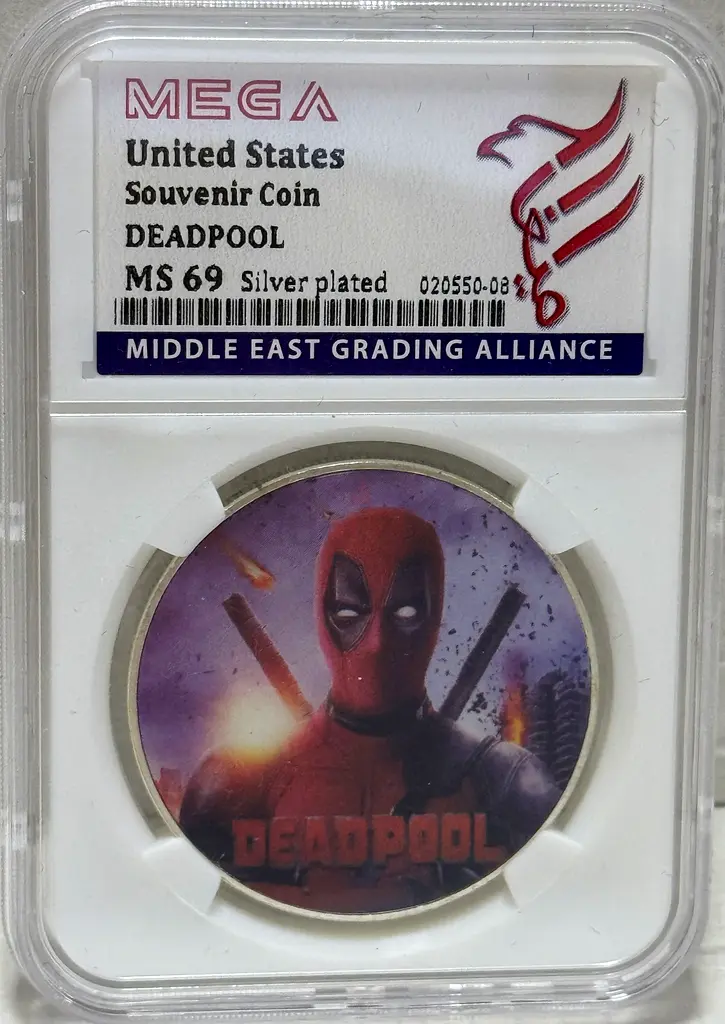 MEGA
United States
Souvenir Coin
DEADPOOL
MS 69 Silver plated 020550-08
MIDDLE EAST GRADING ALLIANCE
DEADPOOL